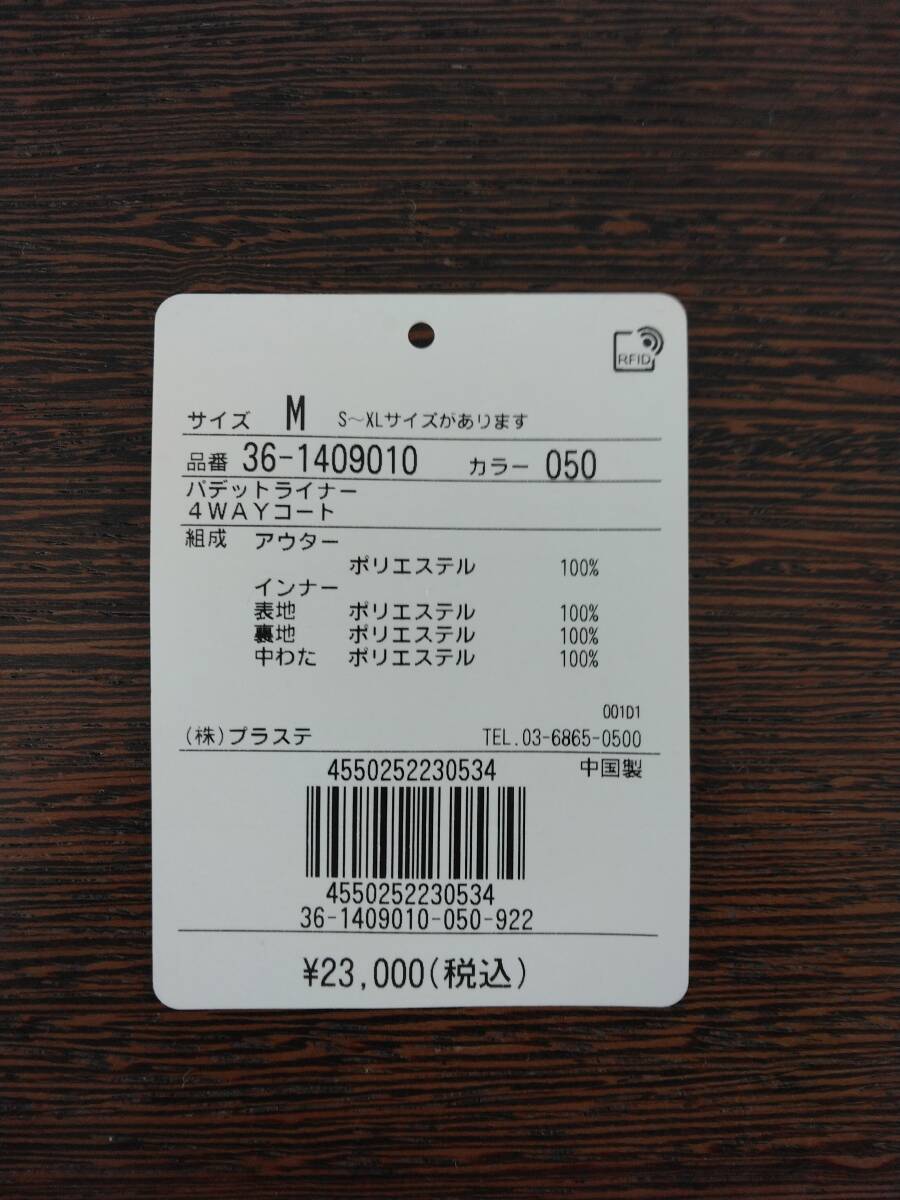 RFID
サイズ M S～XLサイズがあります
品番 36-1409010 カラー 050
パデットライナー
4WAYコート
組成 アウター
ポリエステル 100%
インナー
表地 ポリエステル 100%
裏地 ポリエステル 100%
中わた ポリエステル 100%
001D1
(株)プラステ TEL.03-6865-0500
4550252230534 中国製
4550252230534
36-1409010-050-922
¥23,000(税込)